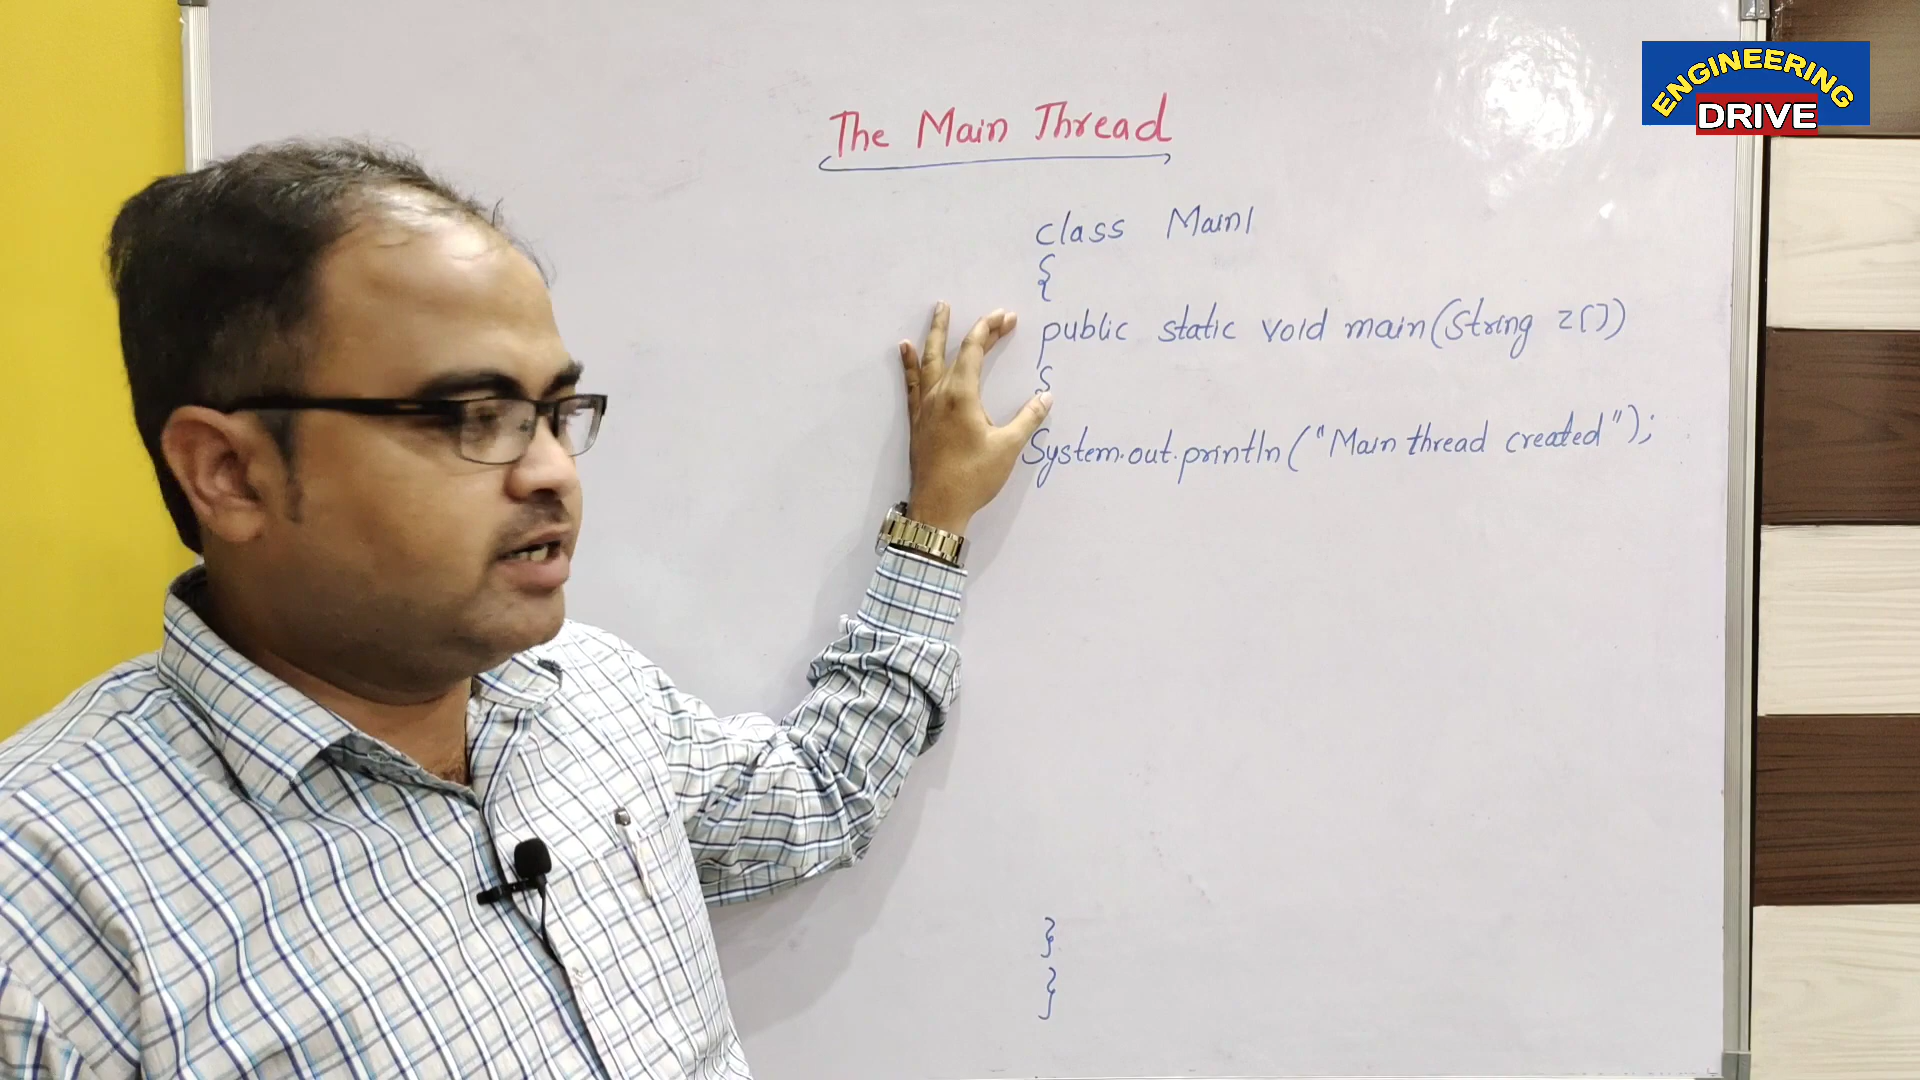 ENGINEERING
DRIVE
The Main Thread
class Main1
{
public static void main(String z[])
{
System.out.println("Main thread created");
}
}